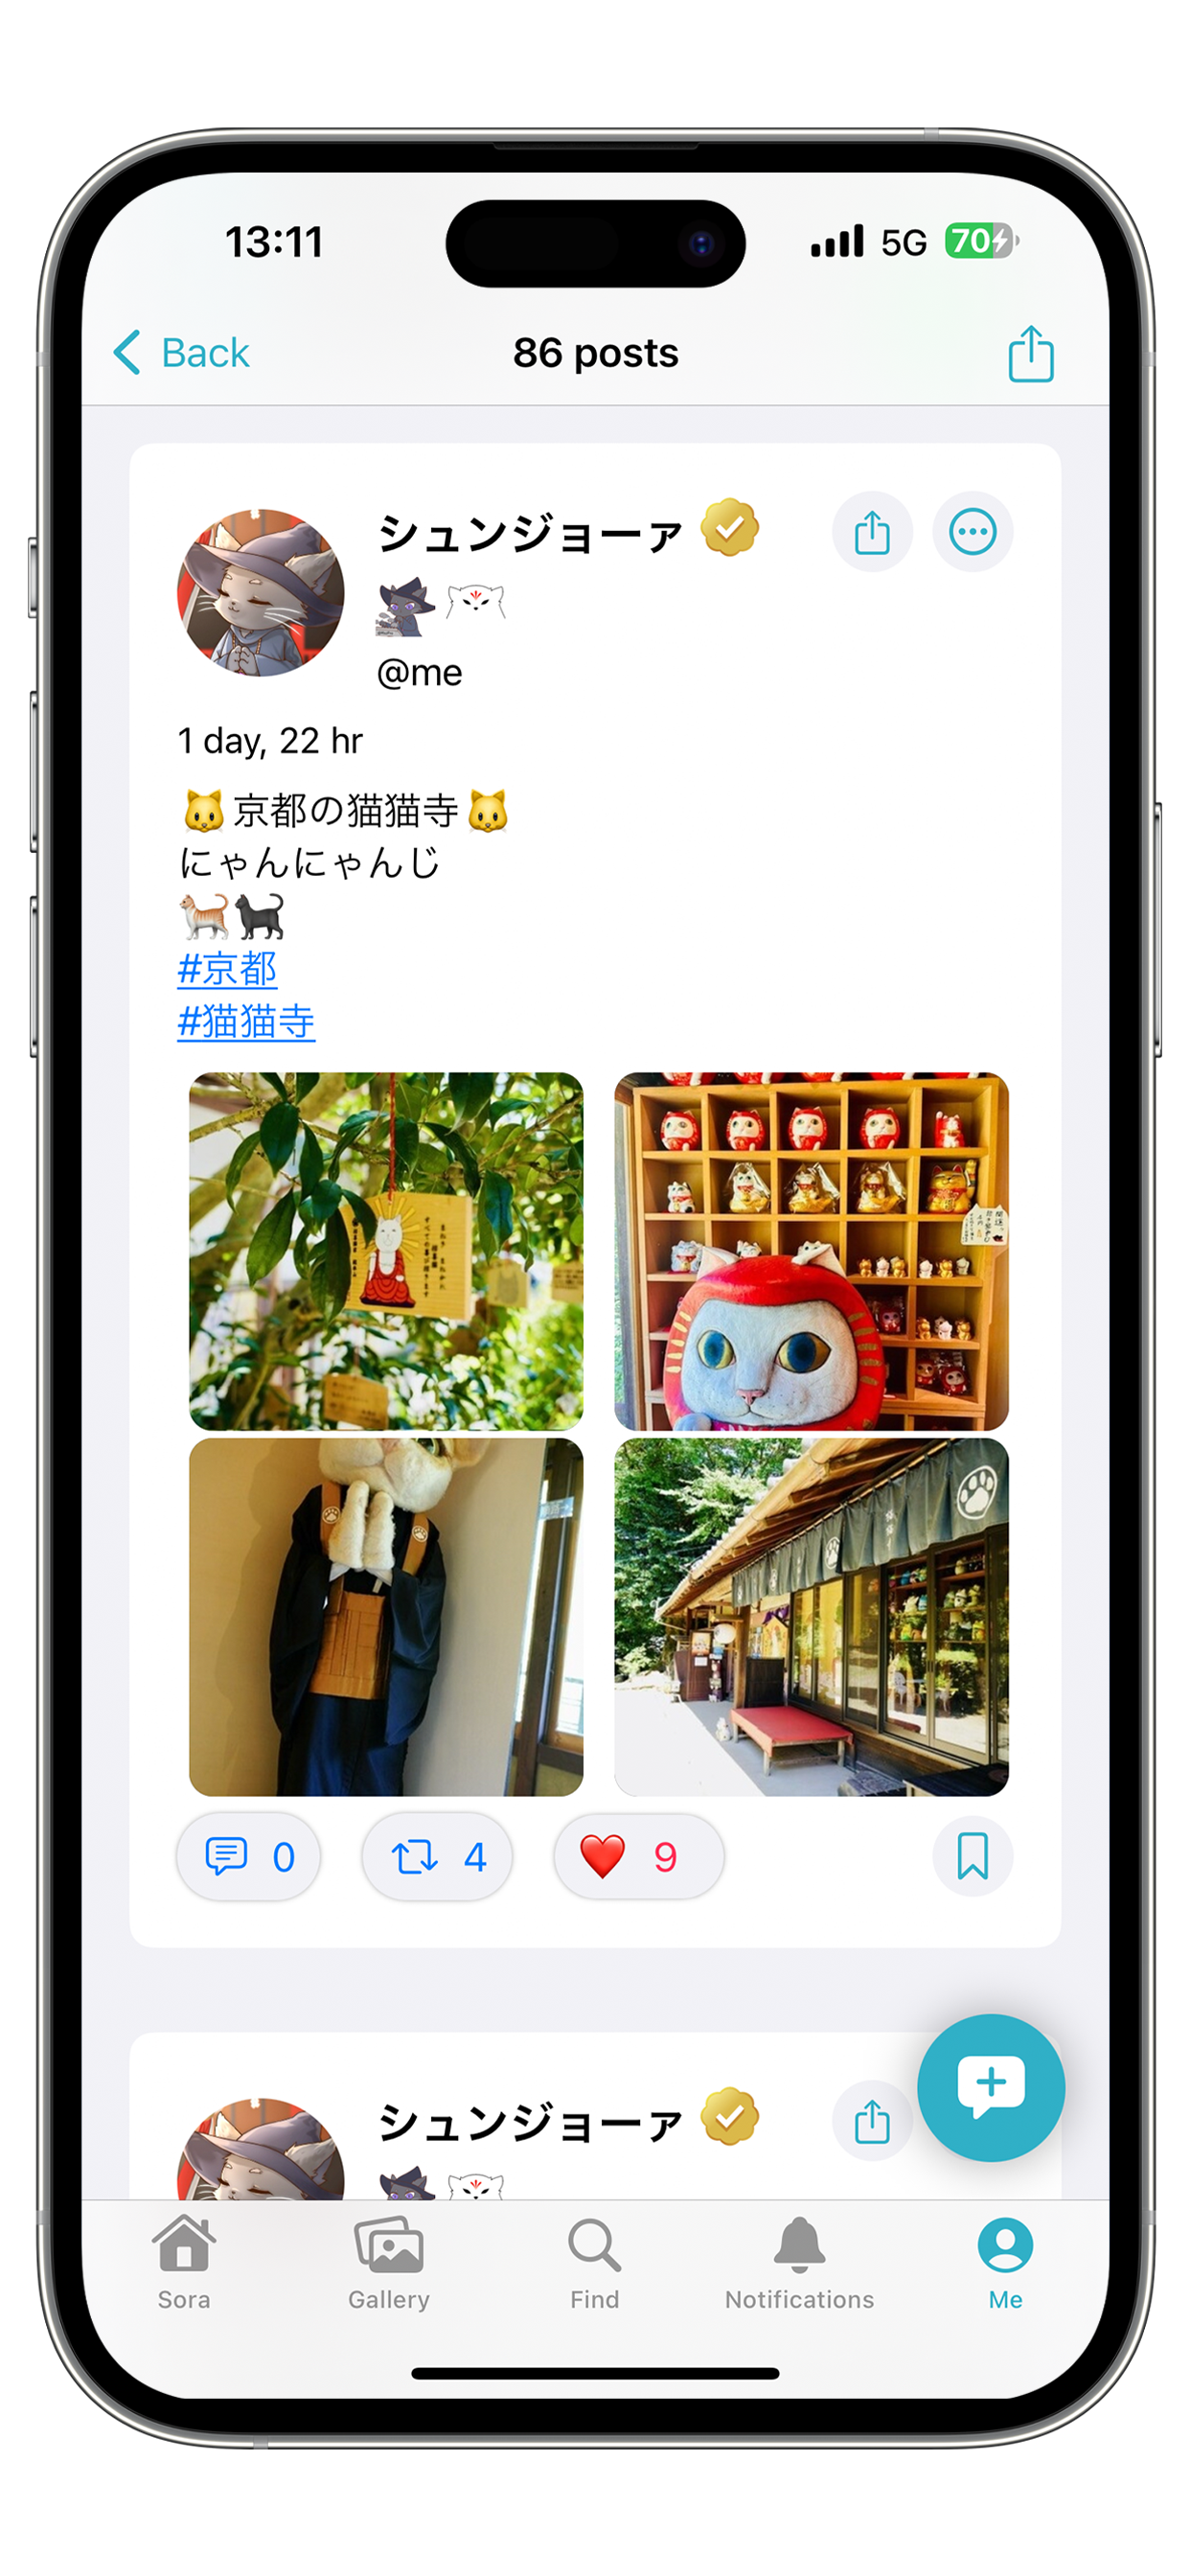 13:11
5G
70
Back
86 posts
シュンジョーァ
@me
1 day, 22 hr
🐱京都の猫猫寺🐱
にゃんにゃんじ
🐈🐈‍⬛
#京都
#猫猫寺
0
4
9
シュンジョーァ
Sora
Gallery
Find
Notifications
Me